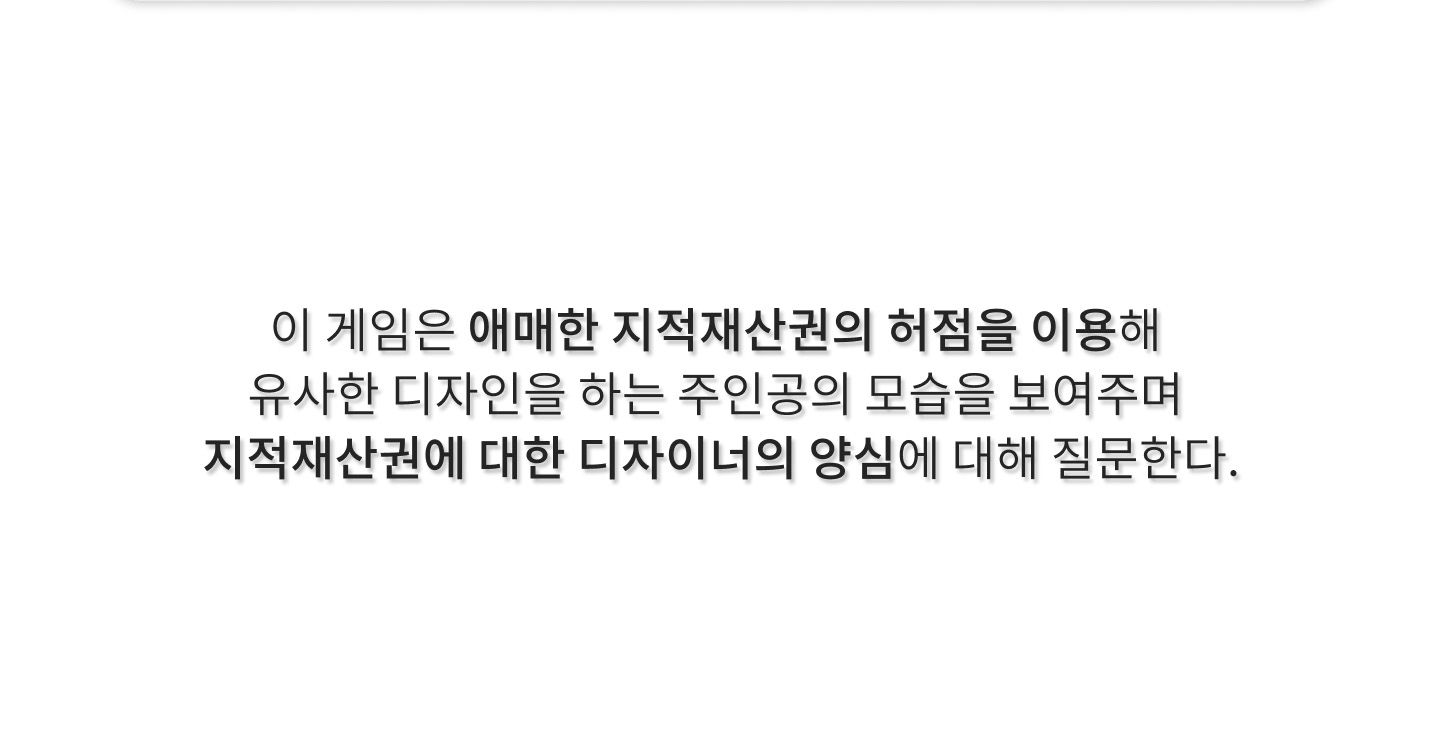 이 게임은 애매한 지적재산권의 허점을 이용해
유사한 디자인을 하는 주인공의 모습을 보여주며
지적재산권에 대한 디자이너의 양심에 대해 질문한다.